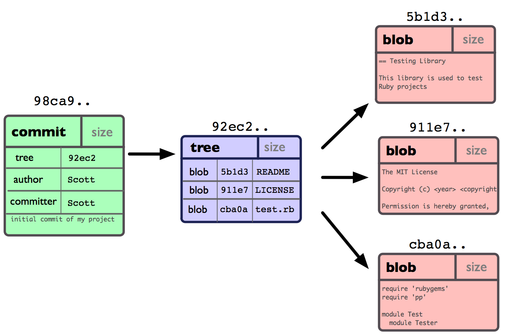 98ca9..
commit size
tree 92ec2
author Scott
committer Scott
initial commit of my project
92ec2..
tree size
blob 5b1d3 README
blob 911e7 LICENSE
blob cba0a test.rb
5b1d3..
blob size
== Testing Library
This library is used to test
Ruby projects
911e7..
blob size
The MIT License
Copyright (c) <year> <copyright
Permission is hereby granted,
cba0a..
blob size
require 'rubygems'
require 'pp'
module Test
module Tester